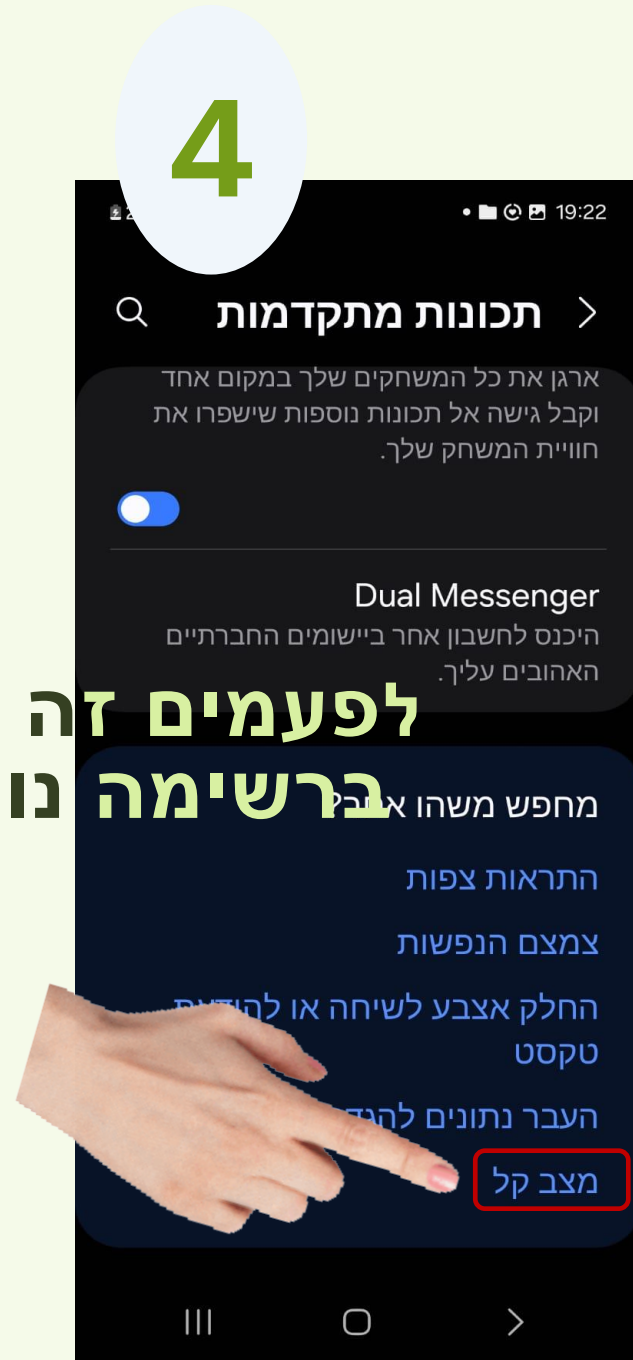 4
19:22
תכונות מתקדמות
ארגן את כל המשחקים שלך במקום אחד
וקבל גישה אל תכונות נוספות שישפרו את
חוויית המשחק שלך.
Dual Messenger
היכנס לחשבון אחר ביישומים החברתיים
האהובים עליך.
לפעמים זה
ברשימה
מחפש משהו אחר?
התראות צפות
צמצם הנפשות
החלק אצבע לשיחה או להודעת
טקסט
העבר נתונים
מצב קל